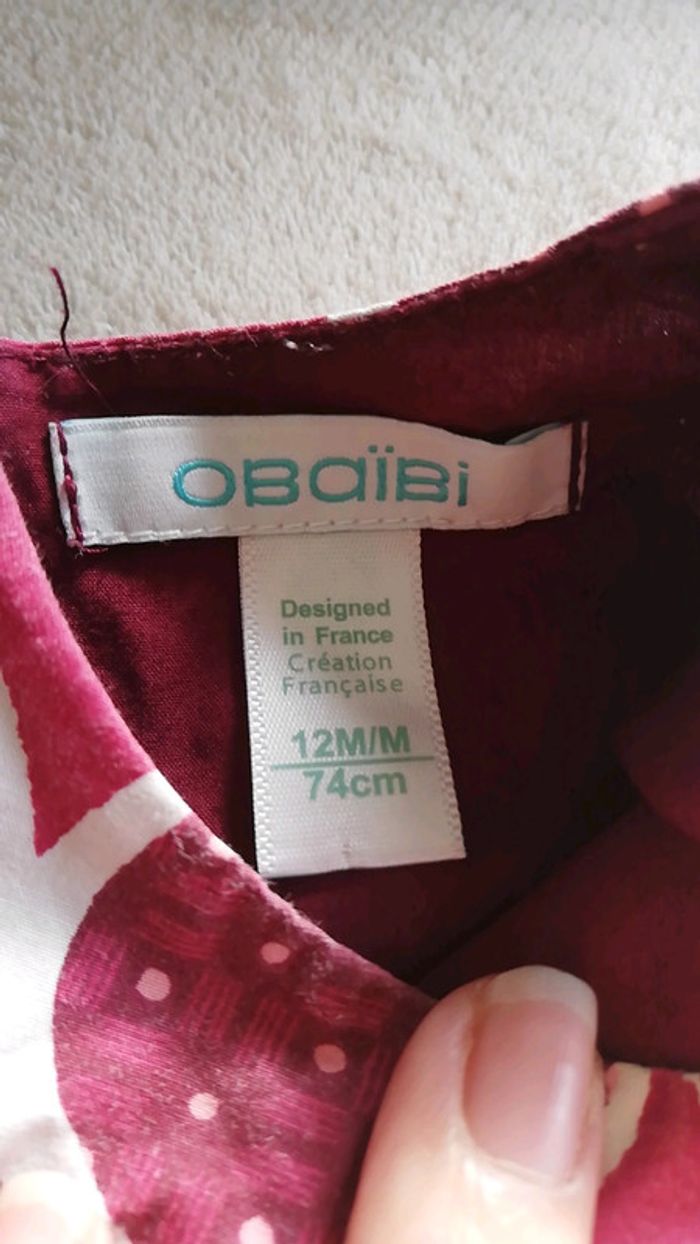 OBaïBi
Designed
in France
Création
Française
12M/M
74cm